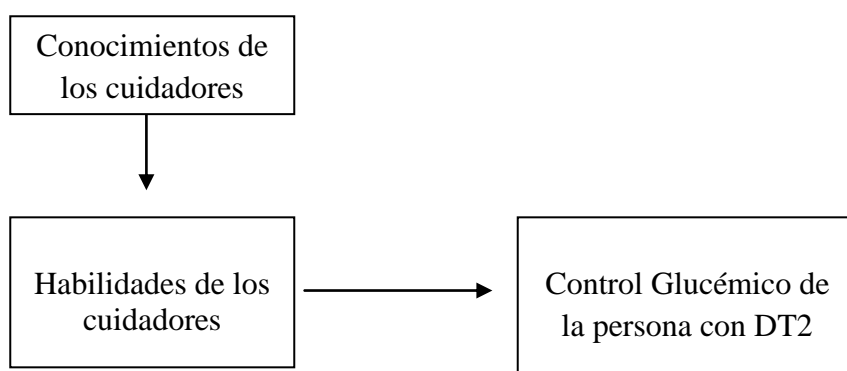 Conocimientos de
los cuidadores
Habilidades de los
cuidadores
Control Glucémico de
la persona con DT2